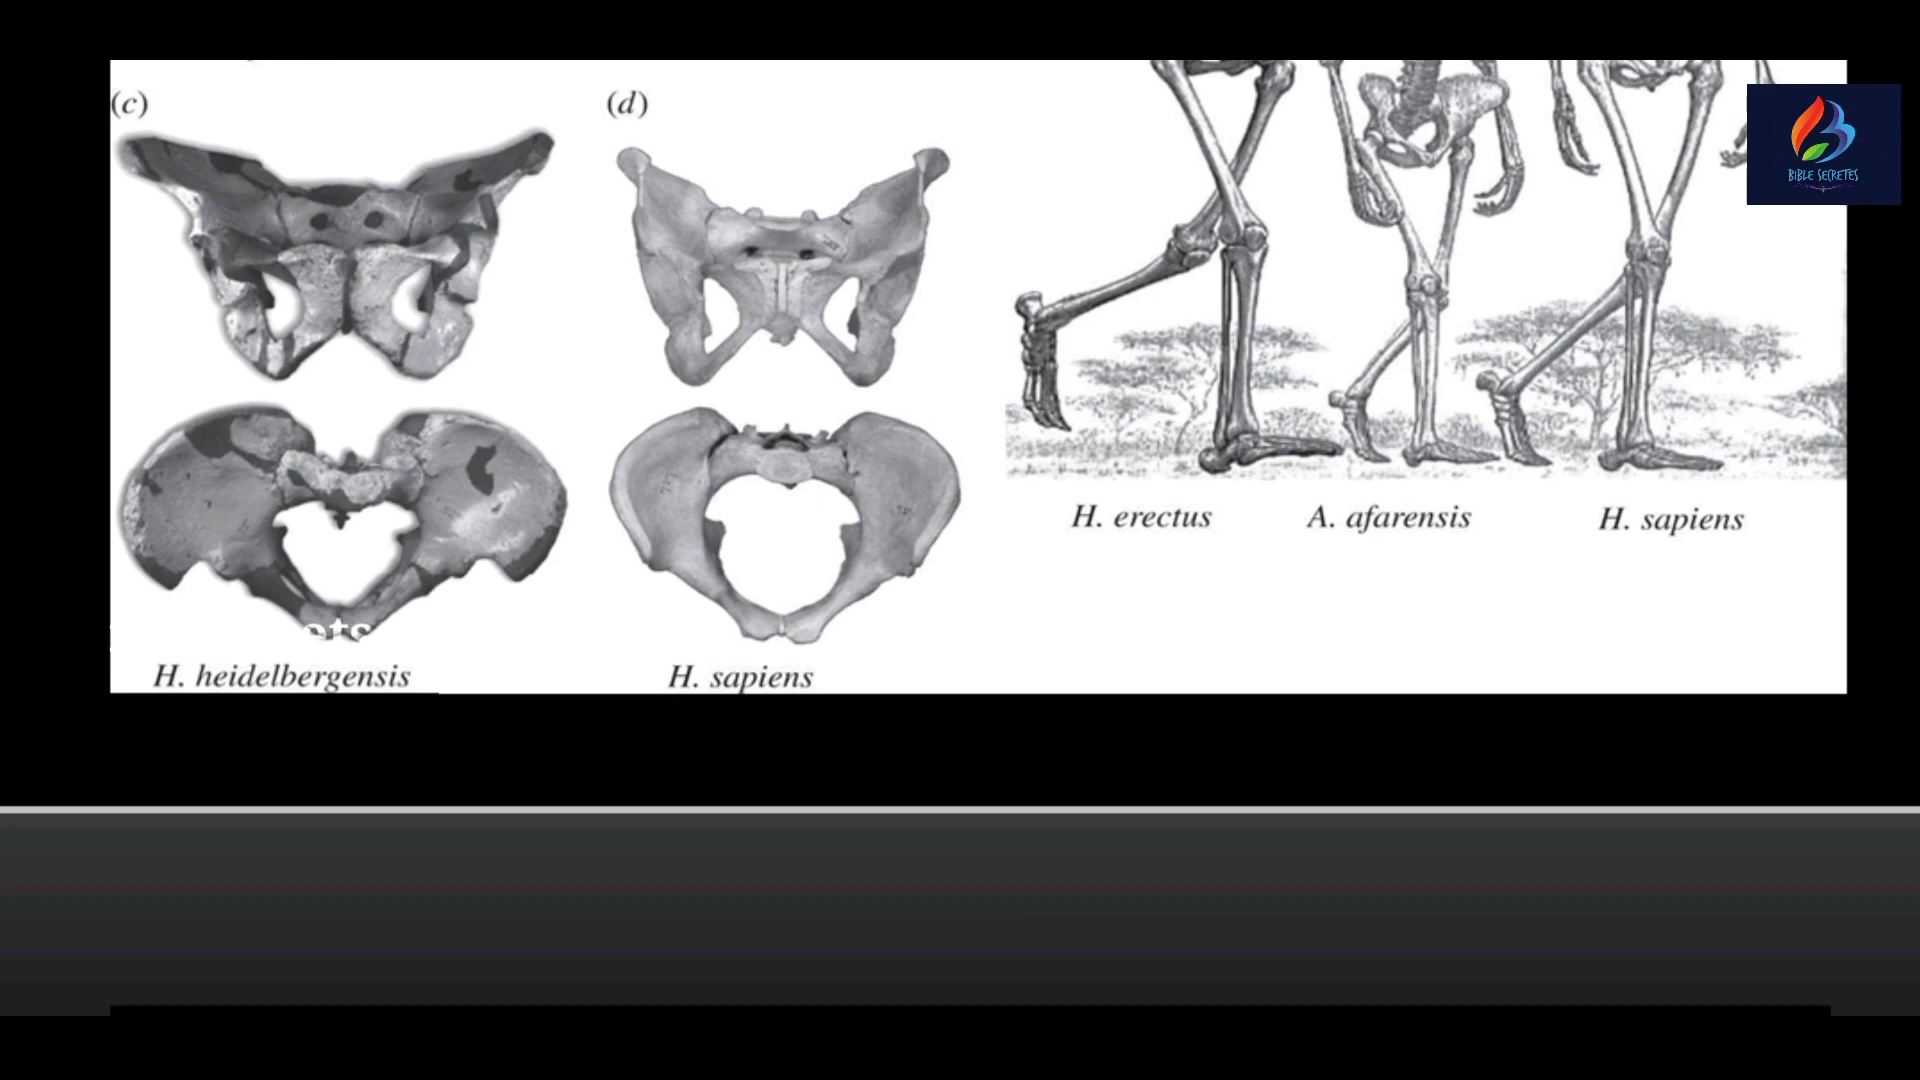 (c)
(d)
BIBLE SECRETES
H. erectus
A. afarensis
H. sapiens
H. heidelbergensis
H. sapiens